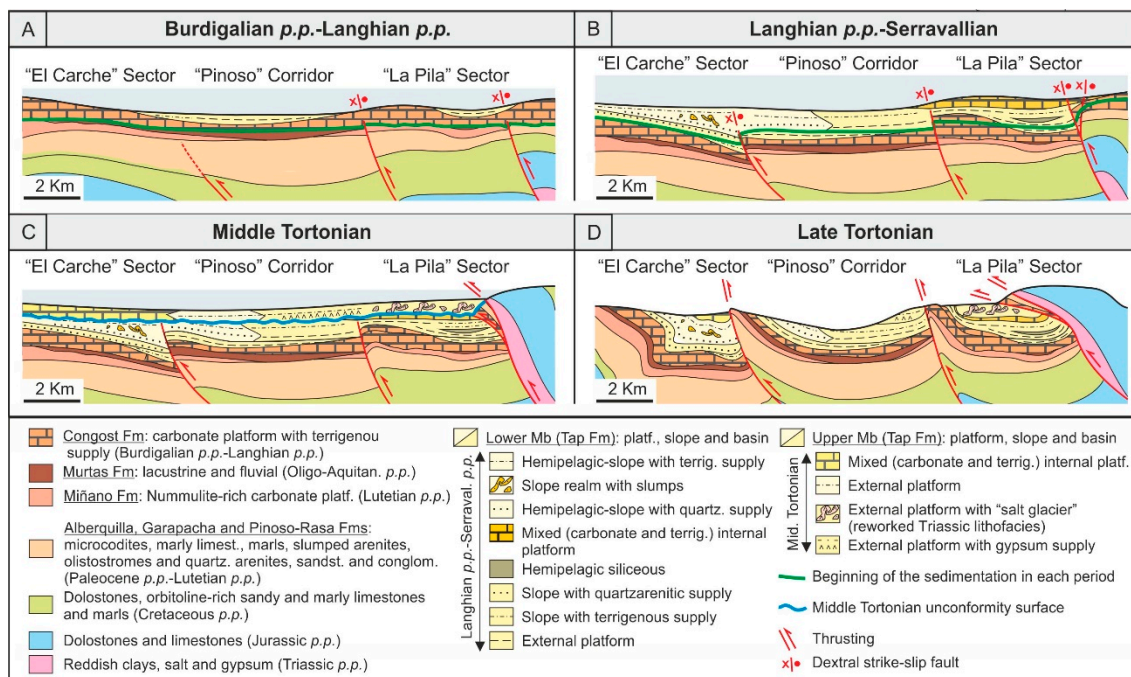 A
Burdigalian p.p.-Langhian p.p.
"El Carche" Sector "Pinoso" Corridor "La Pila" Sector
x|•
x|•
2 Km
B
Langhian p.p.-Serravallian
"El Carche" Sector "Pinoso" Corridor "La Pila" Sector
x|•
x|•
x|•
x|•
2 Km
C
Middle Tortonian
"El Carche" Sector "Pinoso" Corridor "La Pila" Sector
2 Km
D
Late Tortonian
"El Carche" Sector "Pinoso" Corridor "La Pila" Sector
2 Km
Congost Fm: carbonate platform with terrigenou
supply (Burdigalian p.p.-Langhian p.p.)
Murtas Fm: lacustrine and fluvial (Oligo-Aquitan. p.p.)
Miñano Fm: Nummulite-rich carbonate platf. (Lutetian p.p.)
Alberquilla, Garapacha and Pinoso-Rasa Fms:
microcodites, marly limest., marls, slumped arenites,
olistostromes and quartz. arenites, sandst. and conglom.
(Paleocene p.p.-Lutetian p.p.)
Dolostones, orbitoline-rich sandy and marly limestones
and marls (Cretaceous p.p.)
Dolostones and limestones (Jurassic p.p.)
Reddish clays, salt and gypsum (Triassic p.p.)
Lower Mb (Tap Fm): platf., slope and basin
Langhian p.p.-Serraval. p.p.
Hemipelagic-slope with terrig. supply
Slope realm with slumps
Hemipelagic-slope with quartz. supply
Mixed (carbonate and terrig.) internal
platform
Hemipelagic siliceous
Slope with quartzarenitic supply
Slope with terrigenous supply
External platform
Upper Mb (Tap Fm): platform, slope and basin
Mid. Tortonian
Mixed (carbonate and terrig.) internal platf.
External platform
External platform with "salt glacier"
(reworked Triassic lithofacies)
External platform with gypsum supply
Beginning of the sedimentation in each period
Middle Tortonian unconformity surface
Thrusting
x|•
Dextral strike-slip fault